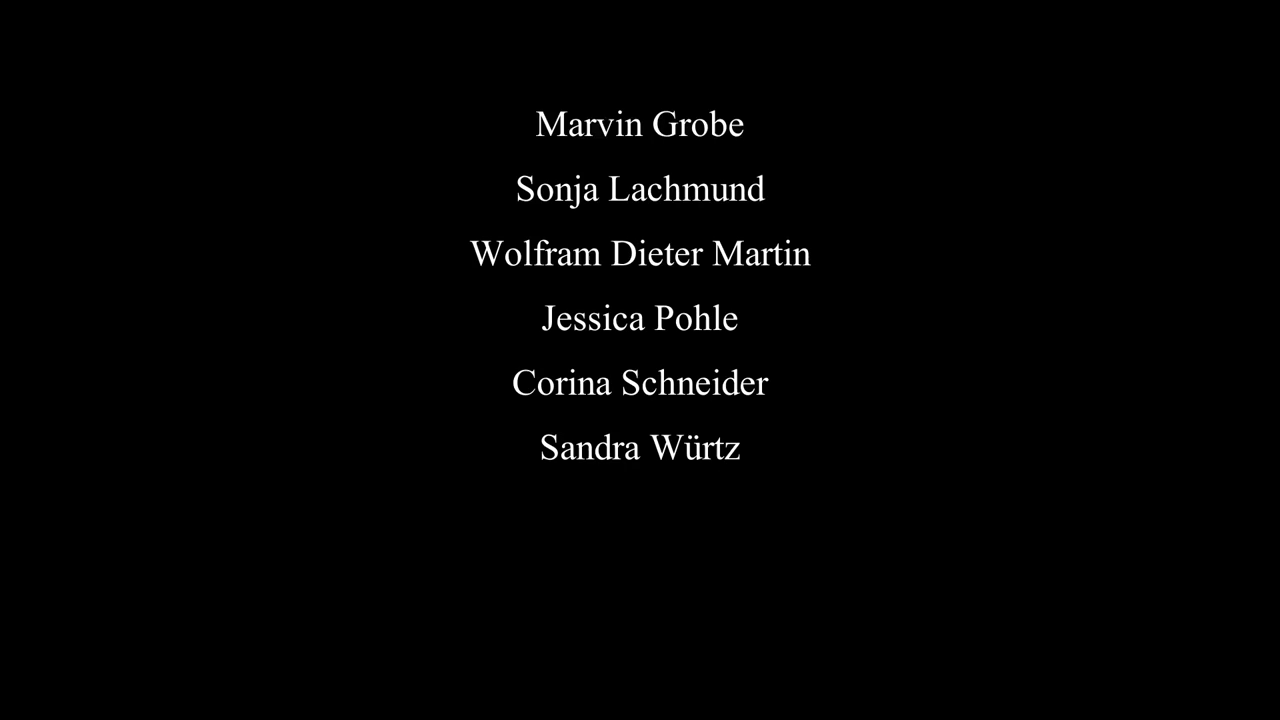 Marvin Grobe
Sonja Lachmund
Wolfram Dieter Martin
Jessica Pohle
Corina Schneider
Sandra Würtz